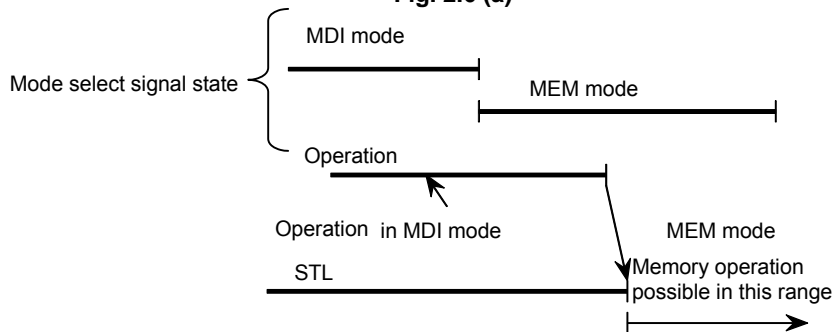 Fig. 2.6 (a)
MDI mode
Mode select signal state
MEM mode
Operation
Operation in MDI mode
MEM mode
STL
Memory operation
possible in this range